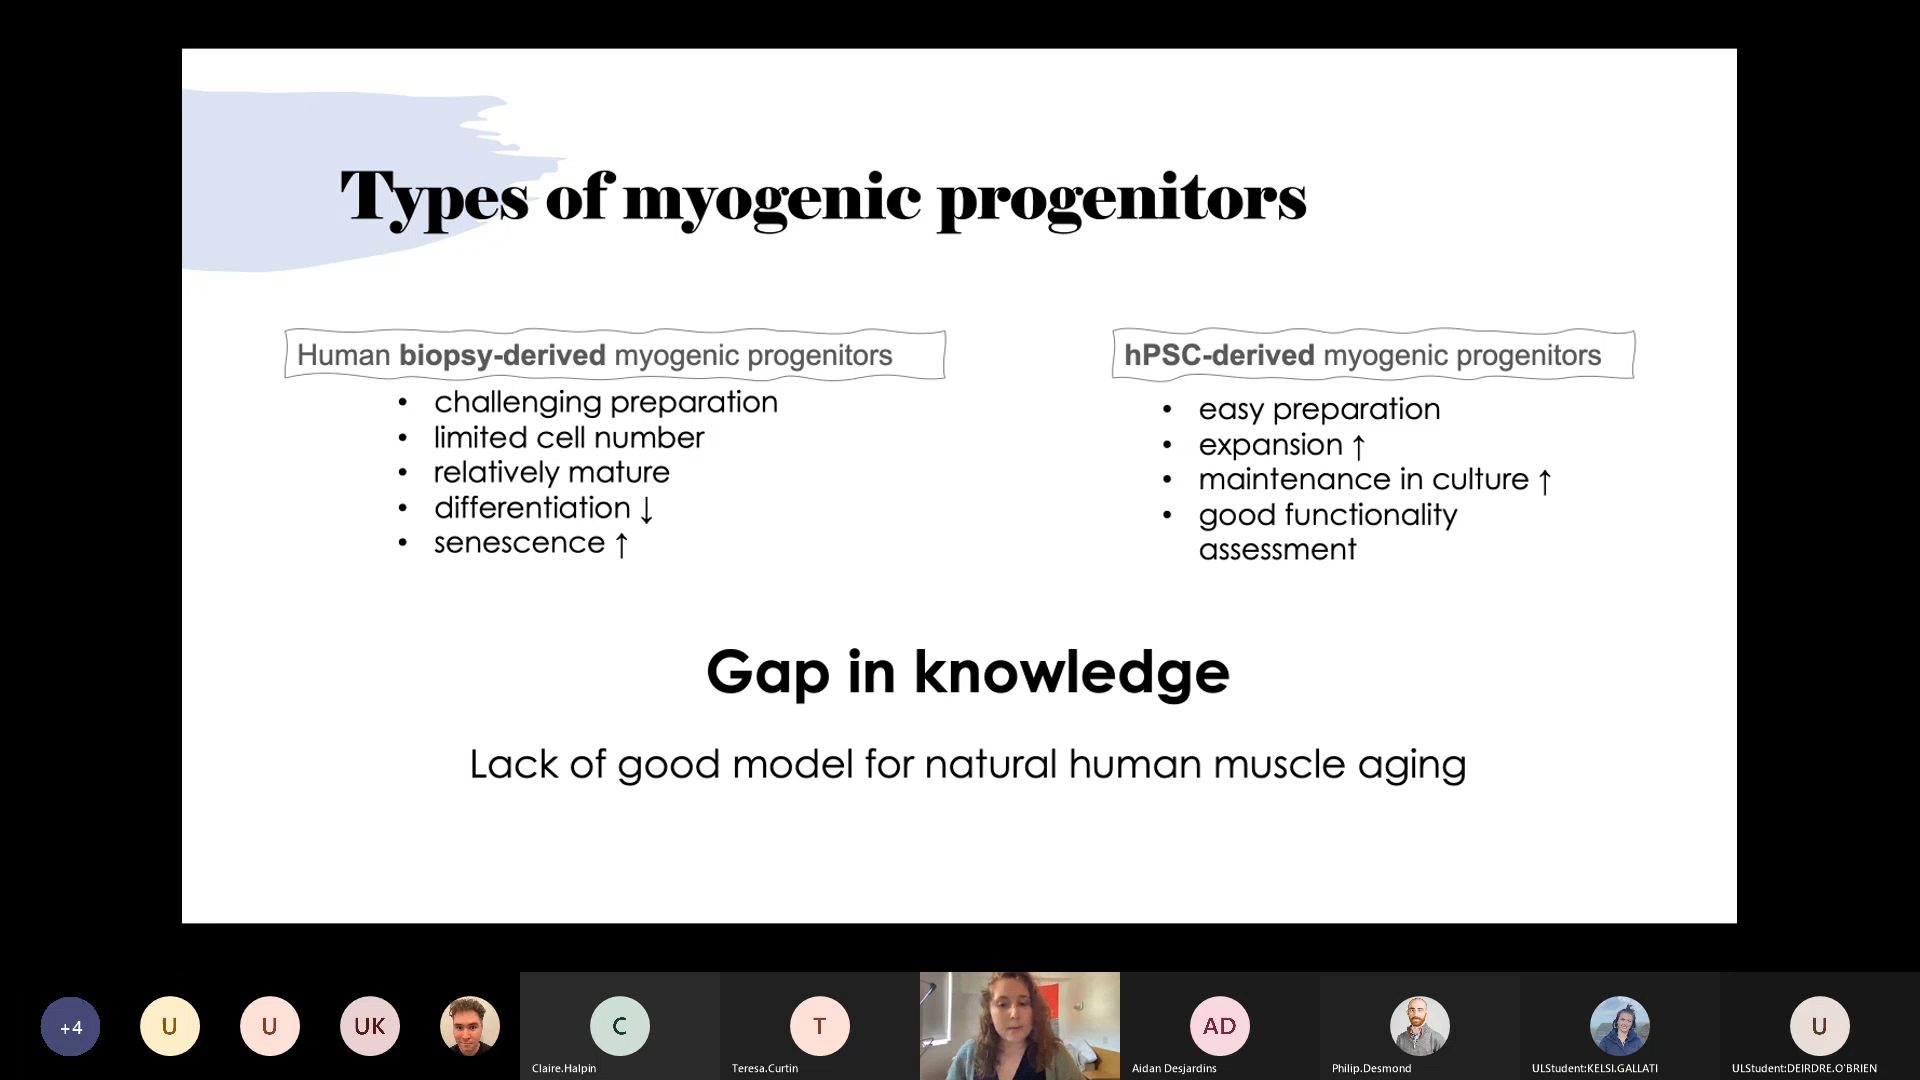 Types of myogenic progenitors
Human biopsy-derived myogenic progenitors
• challenging preparation
• limited cell number
• relatively mature
• differentiation ↓
• senescence ↑
hPSC-derived myogenic progenitors
• easy preparation
• expansion ↑
• maintenance in culture ↑
• good functionality
assessment
Gap in knowledge
Lack of good model for natural human muscle aging
+4
U
U
UK
C
Claire.Halpin
T
Teresa.Curtin
AD
Aidan Desjardins
Philip.Desmond
ULStudent:KELSI.GALLATI
U
ULStudent:DEIRDRE.O'BRIEN